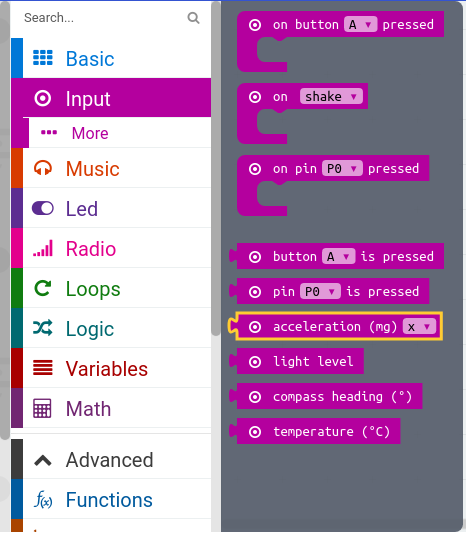 Search...
Basic
Input
More
Music
Led
Radio
Loops
Logic
Variables
Math
Advanced
f(x) Functions
on button A pressed
on shake
on pin P0 pressed
button A is pressed
pin P0 is pressed
acceleration (mg) x
light level
compass heading (°)
temperature (°C)